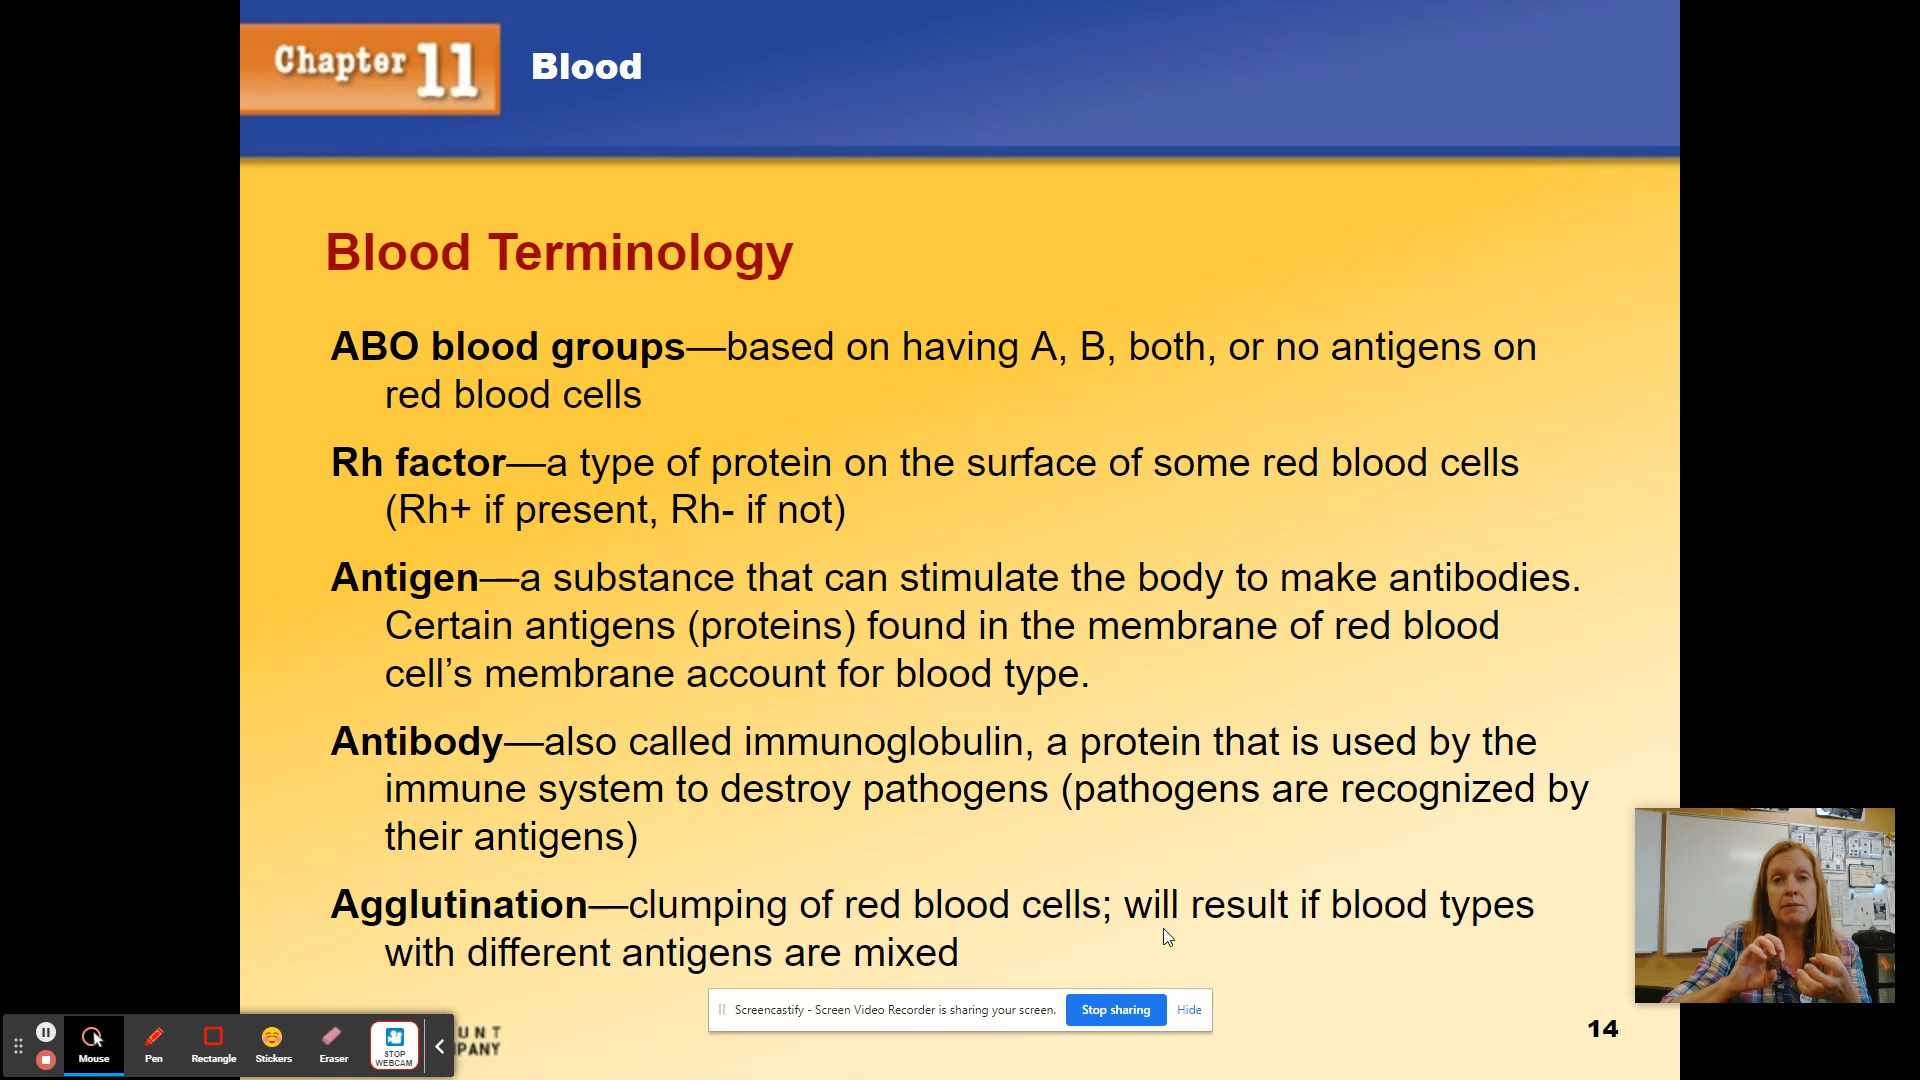 Chapter 11
Blood
Blood Terminology
ABO blood groups—based on having A, B, both, or no antigens on
red blood cells
Rh factor—a type of protein on the surface of some red blood cells
(Rh+ if present, Rh- if not)
Antigen—a substance that can stimulate the body to make antibodies.
Certain antigens (proteins) found in the membrane of red blood
cell’s membrane account for blood type.
Antibody—also called immunoglobulin, a protein that is used by the
immune system to destroy pathogens (pathogens are recognized by
their antigens)
Agglutination—clumping of red blood cells; will result if blood types
with different antigens are mixed
Screencastify - Screen Video Recorder is sharing your screen.
Stop sharing
Hide
14
Mouse
Pen
Rectangle
Stickers
Eraser
STOP
WEBCAM
UNT
MPANY